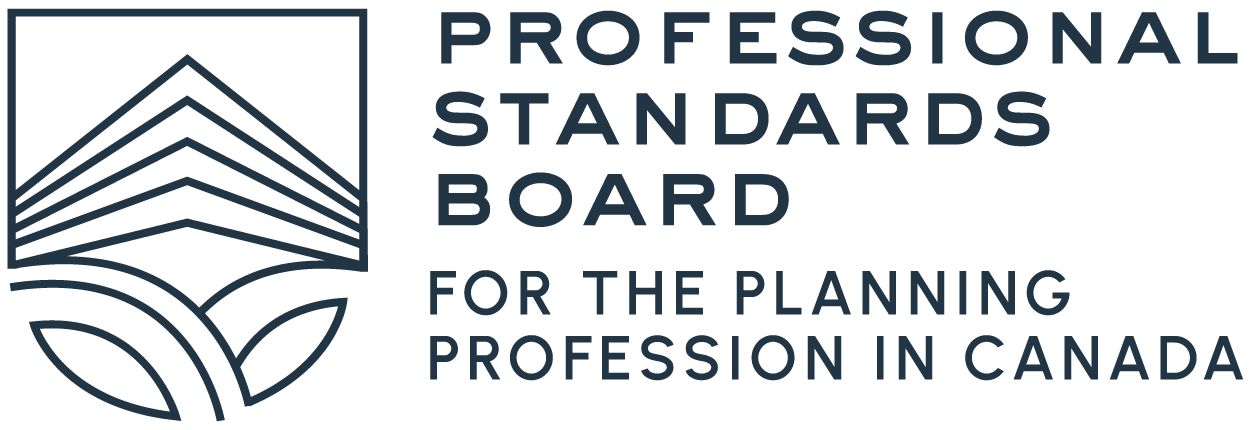 PROFESSIONAL
STANDARDS
BOARD
FOR THE PLANNING
PROFESSION IN CANADA